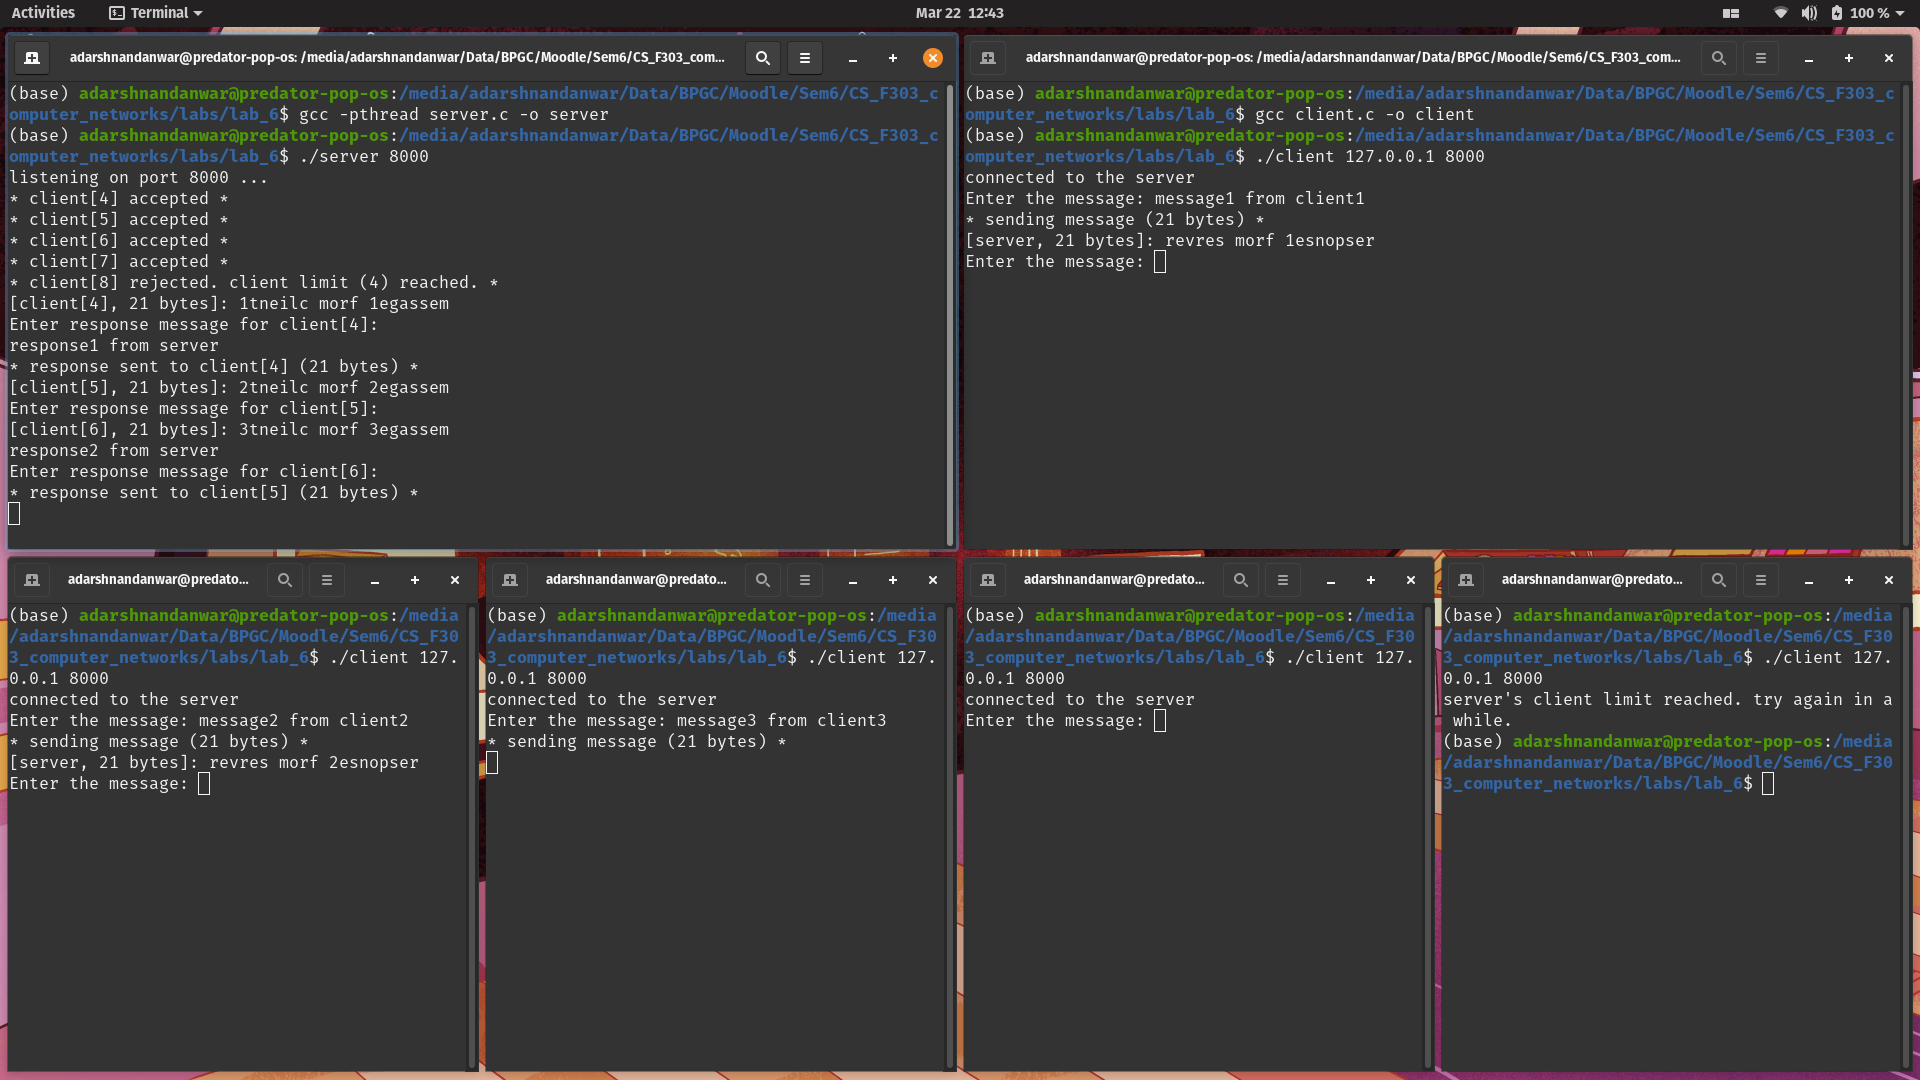 Activities Terminal Mar 22 12:43 100 %
adarshnandanwar@predator-pop-os: /media/adarshnandanwar/Data/BPGC/Moodle/Sem6/CS_F303_com...
(base) adarshnandanwar@predator-pop-os:/media/adarshnandanwar/Data/BPGC/Moodle/Sem6/CS_F303_c
omputer_networks/labs/lab_6$ gcc -pthread server.c -o server
(base) adarshnandanwar@predator-pop-os:/media/adarshnandanwar/Data/BPGC/Moodle/Sem6/CS_F303_c
omputer_networks/labs/lab_6$ ./server 8000
listening on port 8000 ...
* client[4] accepted *
* client[5] accepted *
* client[6] accepted *
* client[7] accepted *
* client[8] rejected. client limit (4) reached. *
[client[4], 21 bytes]: 1tneilc morf 1egassem
Enter response message for client[4]:
response1 from server
* response sent to client[4] (21 bytes) *
[client[5], 21 bytes]: 2tneilc morf 2egassem
Enter response message for client[5]:
[client[6], 21 bytes]: 3tneilc morf 3egassem
response2 from server
Enter response message for client[6]:
* response sent to client[5] (21 bytes) *
adarshnandanwar@predator-pop-os: /media/adarshnandanwar/Data/BPGC/Moodle/Sem6/CS_F303_com...
(base) adarshnandanwar@predator-pop-os:/media/adarshnandanwar/Data/BPGC/Moodle/Sem6/CS_F303_c
omputer_networks/labs/lab_6$ gcc client.c -o client
(base) adarshnandanwar@predator-pop-os:/media/adarshnandanwar/Data/BPGC/Moodle/Sem6/CS_F303_c
omputer_networks/labs/lab_6$ ./client 127.0.0.1 8000
connected to the server
Enter the message: message1 from client1
* sending message (21 bytes) *
[server, 21 bytes]: revres morf 1esnopser
Enter the message:
adarshnandanwar@predato...
(base) adarshnandanwar@predator-pop-os:/media
/adarshnandanwar/Data/BPGC/Moodle/Sem6/CS_F30
3_computer_networks/labs/lab_6$ ./client 127.
0.0.1 8000
connected to the server
Enter the message: message2 from client2
* sending message (21 bytes) *
[server, 21 bytes]: revres morf 2esnopser
Enter the message:
adarshnandanwar@predato...
(base) adarshnandanwar@predator-pop-os:/media
/adarshnandanwar/Data/BPGC/Moodle/Sem6/CS_F30
3_computer_networks/labs/lab_6$ ./client 127.
0.0.1 8000
connected to the server
Enter the message: message3 from client3
* sending message (21 bytes) *
adarshnandanwar@predato...
(base) adarshnandanwar@predator-pop-os:/media
/adarshnandanwar/Data/BPGC/Moodle/Sem6/CS_F30
3_computer_networks/labs/lab_6$ ./client 127.
0.0.1 8000
connected to the server
Enter the message:
adarshnandanwar@predato...
(base) adarshnandanwar@predator-pop-os:/media
/adarshnandanwar/Data/BPGC/Moodle/Sem6/CS_F30
3_computer_networks/labs/lab_6$ ./client 127.
0.0.1 8000
server's client limit reached. try again in a
while.
(base) adarshnandanwar@predator-pop-os:/media
/adarshnandanwar/Data/BPGC/Moodle/Sem6/CS_F30
3_computer_networks/labs/lab_6$